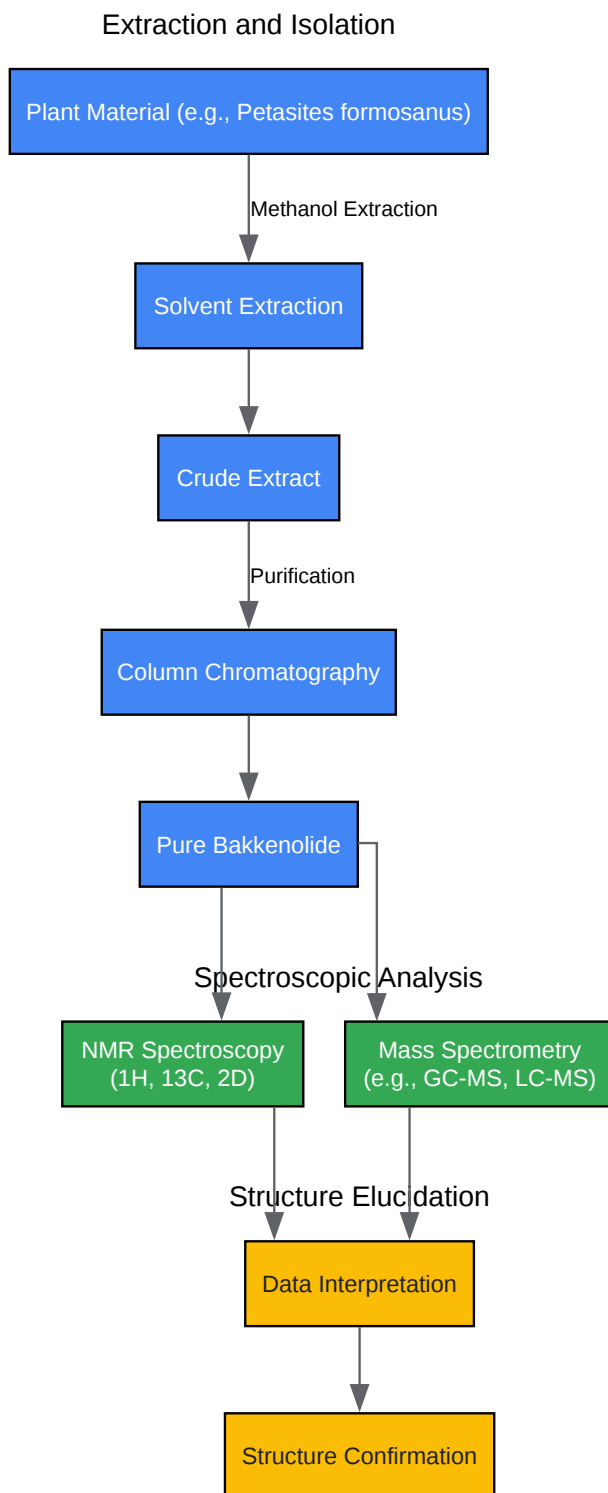 Extraction and Isolation
Plant Material (e.g., Petasites formosanus)
Methanol Extraction
Solvent Extraction
Crude Extract
Purification
Column Chromatography
Pure Bakkenolide
Spectroscopic Analysis
NMR Spectroscopy
(1H, 13C, 2D)
Mass Spectrometry
(e.g., GC-MS, LC-MS)
Structure Elucidation
Data Interpretation
Structure Confirmation